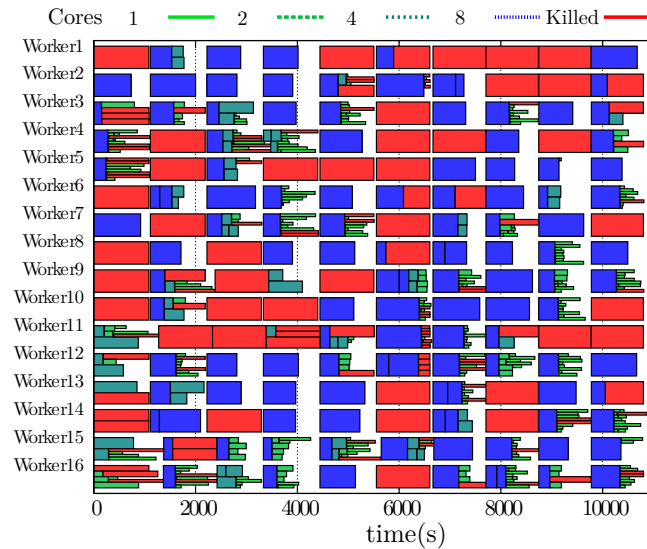 Cores 1 2 4 8 Killed
Worker1
Worker2
Worker3
Worker4
Worker5
Worker6
Worker7
Worker8
Worker9
Worker10
Worker11
Worker12
Worker13
Worker14
Worker15
Worker16
0 2000 4000 6000 8000 10000
time(s)